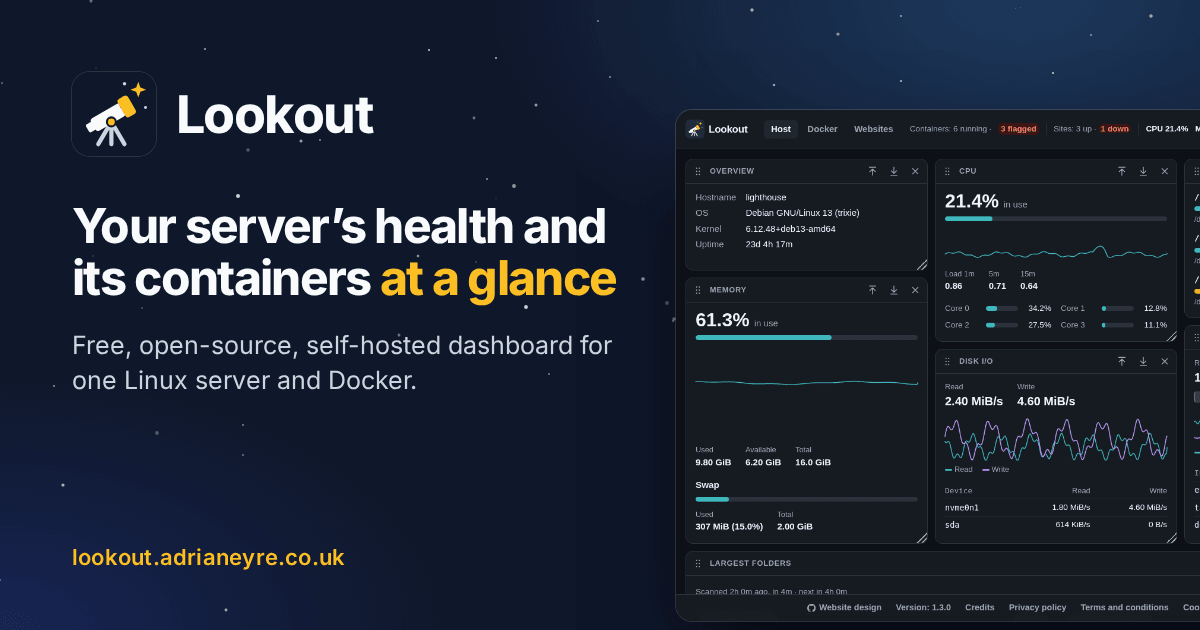 Lookout
Your server's health and
its containers at a glance
Free, open-source, self-hosted dashboard for
one Linux server and Docker.
lookout.adrianeyre.co.uk
Lookout Host Docker Websites Containers: 6 running · 3 flagged Sites: 3 up · 1 down CPU 21.4%
OVERVIEW
Hostname lighthouse
OS Debian GNU/Linux 13 (trixie)
Kernel 6.12.48+deb13-amd64
Uptime 23d 4h 17m
MEMORY
61.3% in use
Used Available Total
9.80 GiB 6.20 GiB 16.0 GiB
Swap
Used Total
307 MiB (15.0%) 2.00 GiB
CPU
21.4% in use
Load 1m 5m 15m
0.86 0.71 0.64
Core 0 34.2% Core 1 12.8%
Core 2 27.5% Core 3 11.1%
DISK I/O
Read Write
2.40 MiB/s 4.60 MiB/s
Read Write
Device Read Write
nvme0n1 1.80 MiB/s 4.60 MiB/s
sda 614 KiB/s 0 B/s
LARGEST FOLDERS
Scanned 2h 0m ago, in 4m · next in 4h 0m
Website design Version: 1.3.0 Credits Privacy policy Terms and conditions